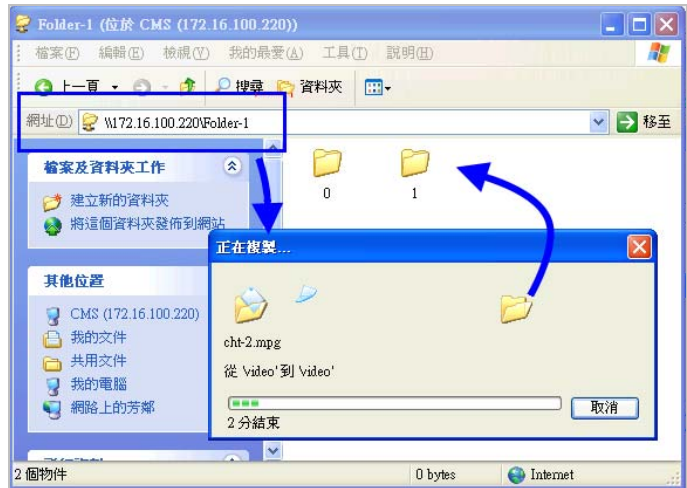 Folder-1 (位於 CMS (172.16.100.220))
檔案(F) 編輯(E) 檢視(V) 我的最愛(A) 工具(T) 說明(H)
上一頁 搜尋 資料夾
網址(D) \\172.16.100.220\Folder-1 移至
檔案及資料夾工作
建立新的資料夾
將這個資料夾發佈到網站
其他位置
CMS (172.16.100.220)
我的文件
共用文件
我的電腦
網路上的芳鄰
0
1
正在複製...
cht-2.mpg
從 'video' 到 'video'
2 分結束
取消
2 個物件 0 bytes Internet